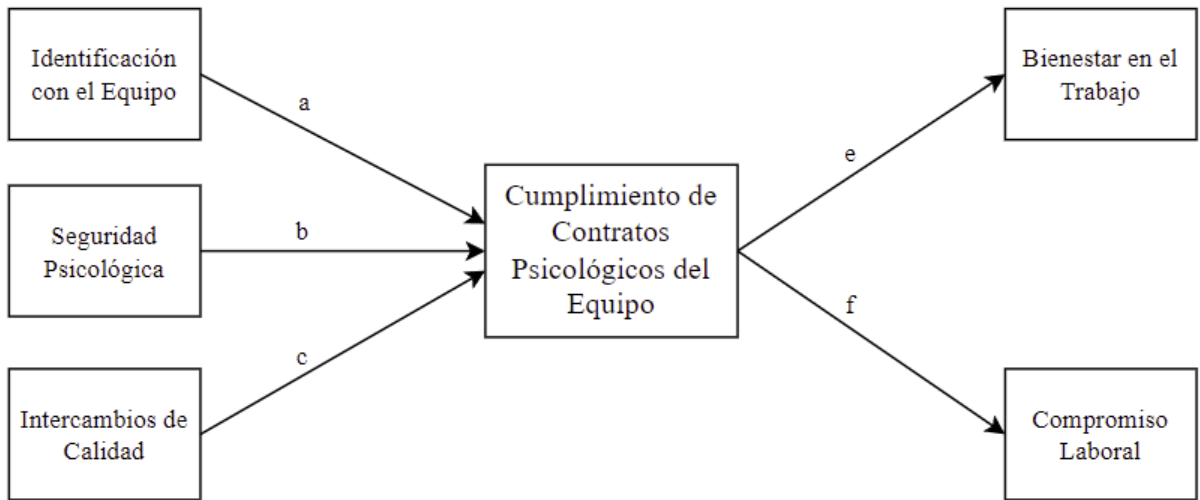 Identificación
con el Equipo
a
Seguridad
Psicológica
b
Intercambios de
Calidad
c
Cumplimiento de
Contratos
Psicológicos del
Equipo
e
Bienestar en el
Trabajo
f
Compromiso
Laboral